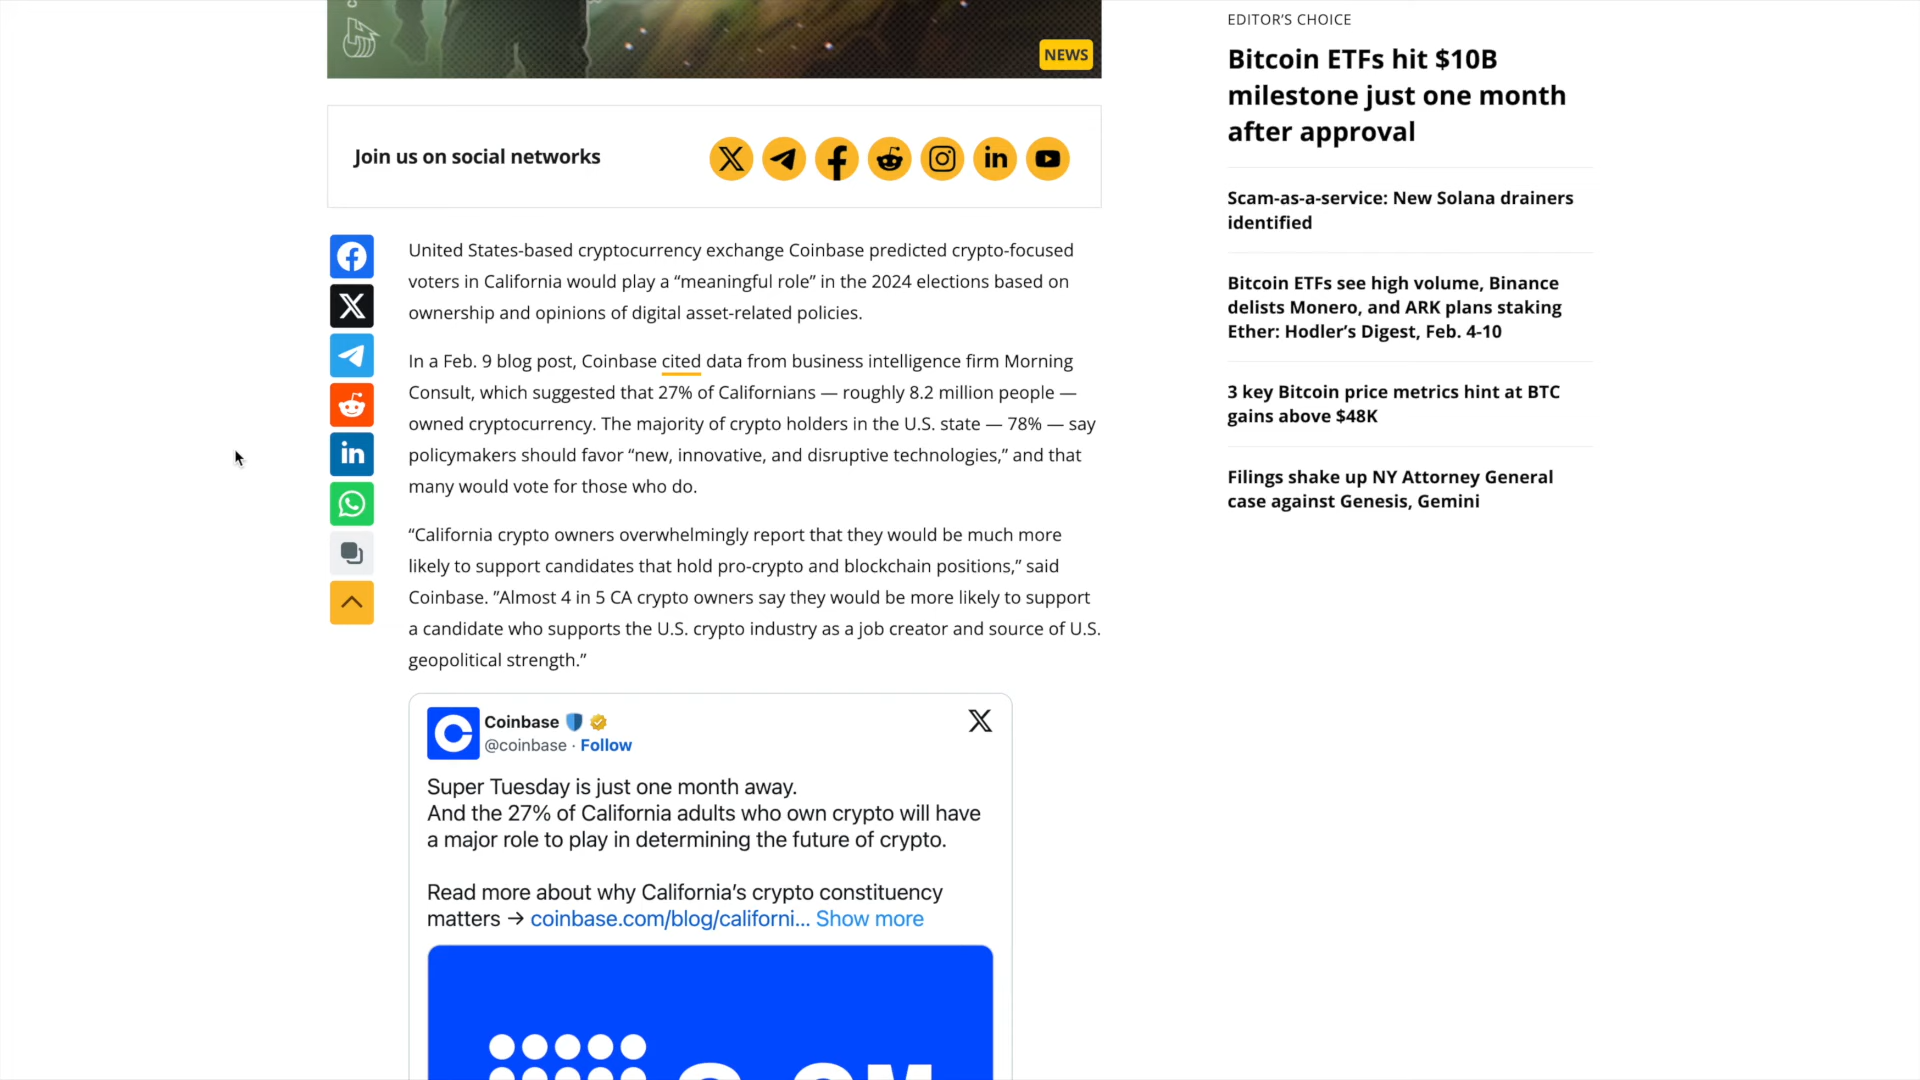 NEWS
Join us on social networks
United States-based cryptocurrency exchange Coinbase predicted crypto-focused
voters in California would play a “meaningful role” in the 2024 elections based on
ownership and opinions of digital asset-related policies.
In a Feb. 9 blog post, Coinbase cited data from business intelligence firm Morning
Consult, which suggested that 27% of Californians — roughly 8.2 million people —
owned cryptocurrency. The majority of crypto holders in the U.S. state — 78% — say
policymakers should favor “new, innovative, and disruptive technologies,” and that
many would vote for those who do.
“California crypto owners overwhelmingly report that they would be much more
likely to support candidates that hold pro-crypto and blockchain positions,” said
Coinbase. ”Almost 4 in 5 CA crypto owners say they would be more likely to support
a candidate who supports the U.S. crypto industry as a job creator and source of U.S.
geopolitical strength.”
Coinbase
@coinbase · Follow
Super Tuesday is just one month away.
And the 27% of California adults who own crypto will have
a major role to play in determining the future of crypto.
Read more about why California’s crypto constituency
matters → coinbase.com/blog/californi... Show more
EDITOR’S CHOICE
Bitcoin ETFs hit $10B
milestone just one month
after approval
Scam-as-a-service: New Solana drainers
identified
Bitcoin ETFs see high volume, Binance
delists Monero, and ARK plans staking
Ether: Hodler’s Digest, Feb. 4-10
3 key Bitcoin price metrics hint at BTC
gains above $48K
Filings shake up NY Attorney General
case against Genesis, Gemini